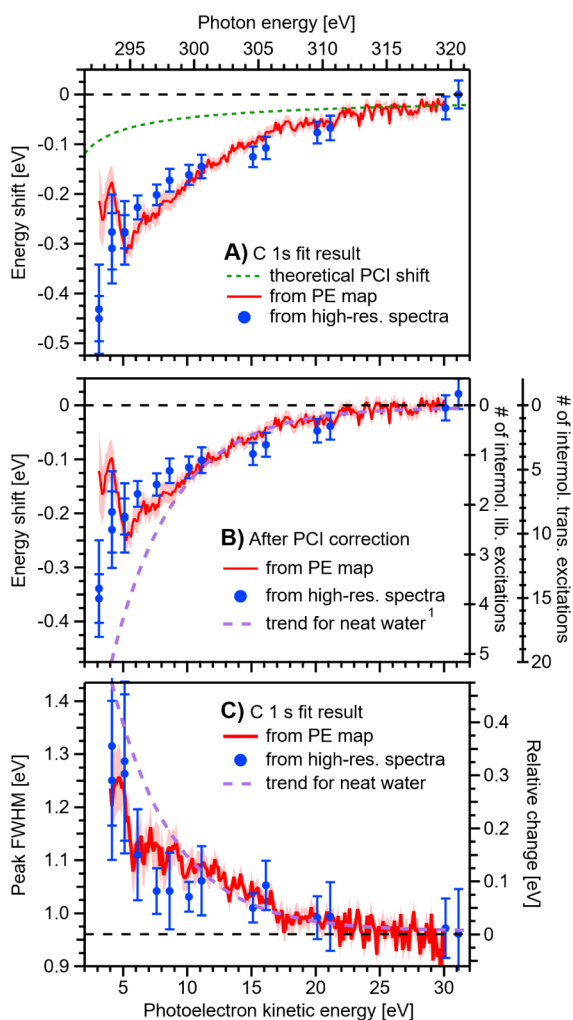 Photon energy [eV]
295 300 305 310 315 320
0
-0.1
-0.2
-0.3
-0.4
-0.5
Energy shift [eV]
A) C 1s fit result
theoretical PCI shift
from PE map
from high-res. spectra
0
-0.1
-0.2
-0.3
-0.4
Energy shift [eV]
B) After PCI correction
from PE map
from high-res. spectra
trend for neat water1
0
1
2
3
4
5
# of intermol. lib. excitations
0
5
10
15
20
# of intermol. trans. excitations
1.4
1.3
1.2
1.1
1.0
0.9
Peak FWHM [eV]
C) C 1 s fit result
from PE map
from high-res. spectra
trend for neat water
0.4
0.3
0.2
0.1
0
Relative change [eV]
5 10 15 20 25 30
Photoelectron kinetic energy [eV]